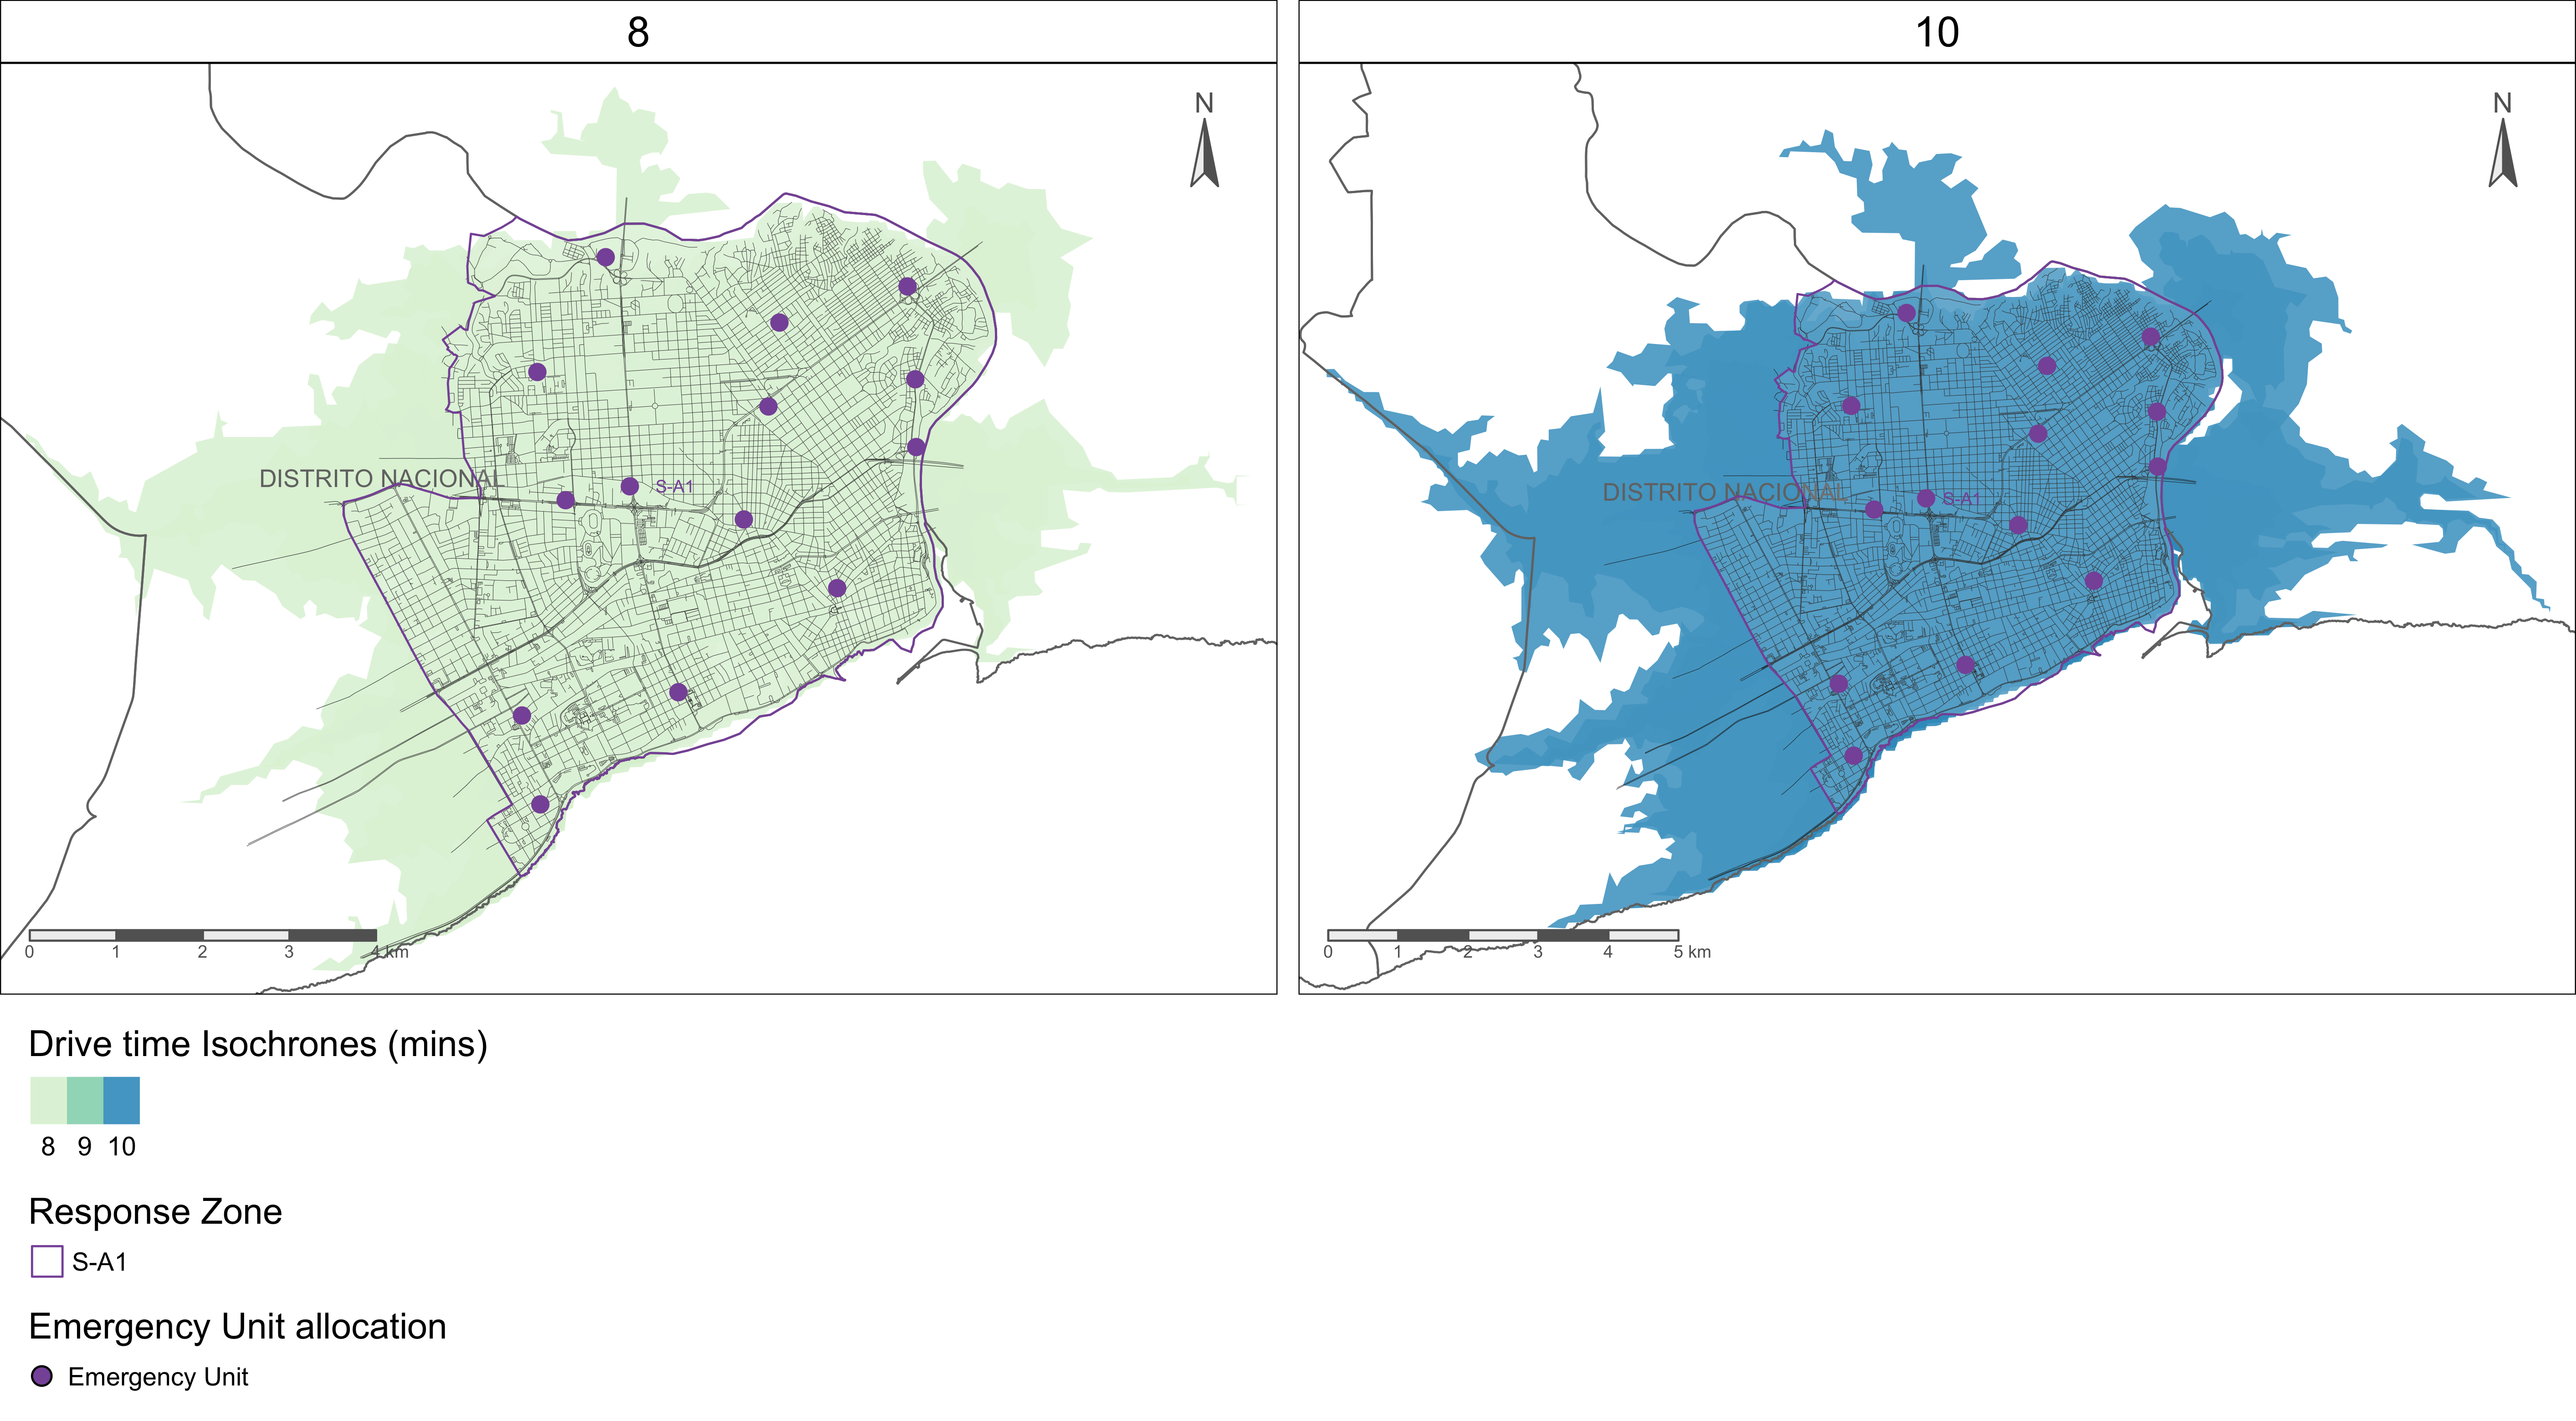 8
10
N
N
DISTRITO NACIONAL
S-A1
DISTRITO NACIONAL
S-A1
0 1 2 3 4 km
0 1 2 3 4 5 km
Drive time Isochrones (mins)
8 9 10
Response Zone
S-A1
Emergency Unit allocation
Emergency Unit